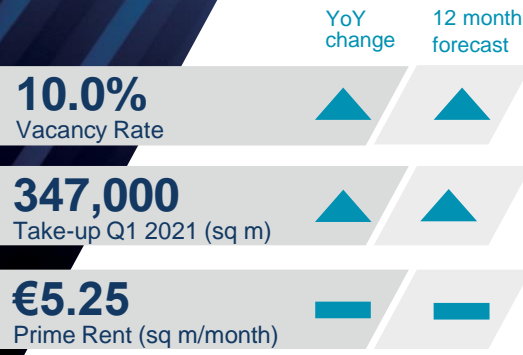 YoY change
12 month forecast
10.0%
Vacancy Rate
347,000
Take-up Q1 2021 (sq m)
€5.25
Prime Rent (sq m/month)